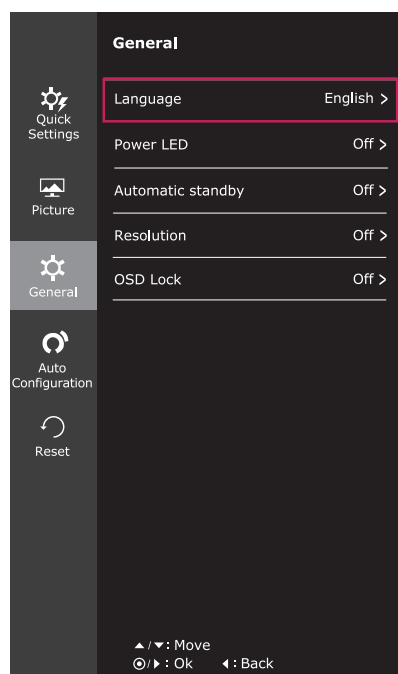 General
Language English >
Power LED Off >
Automatic standby Off >
Resolution Off >
OSD Lock Off >
Quick
Settings
Picture
General
Auto
Configuration
Reset
▲/▼: Move
◉/▶: Ok ◀: Back